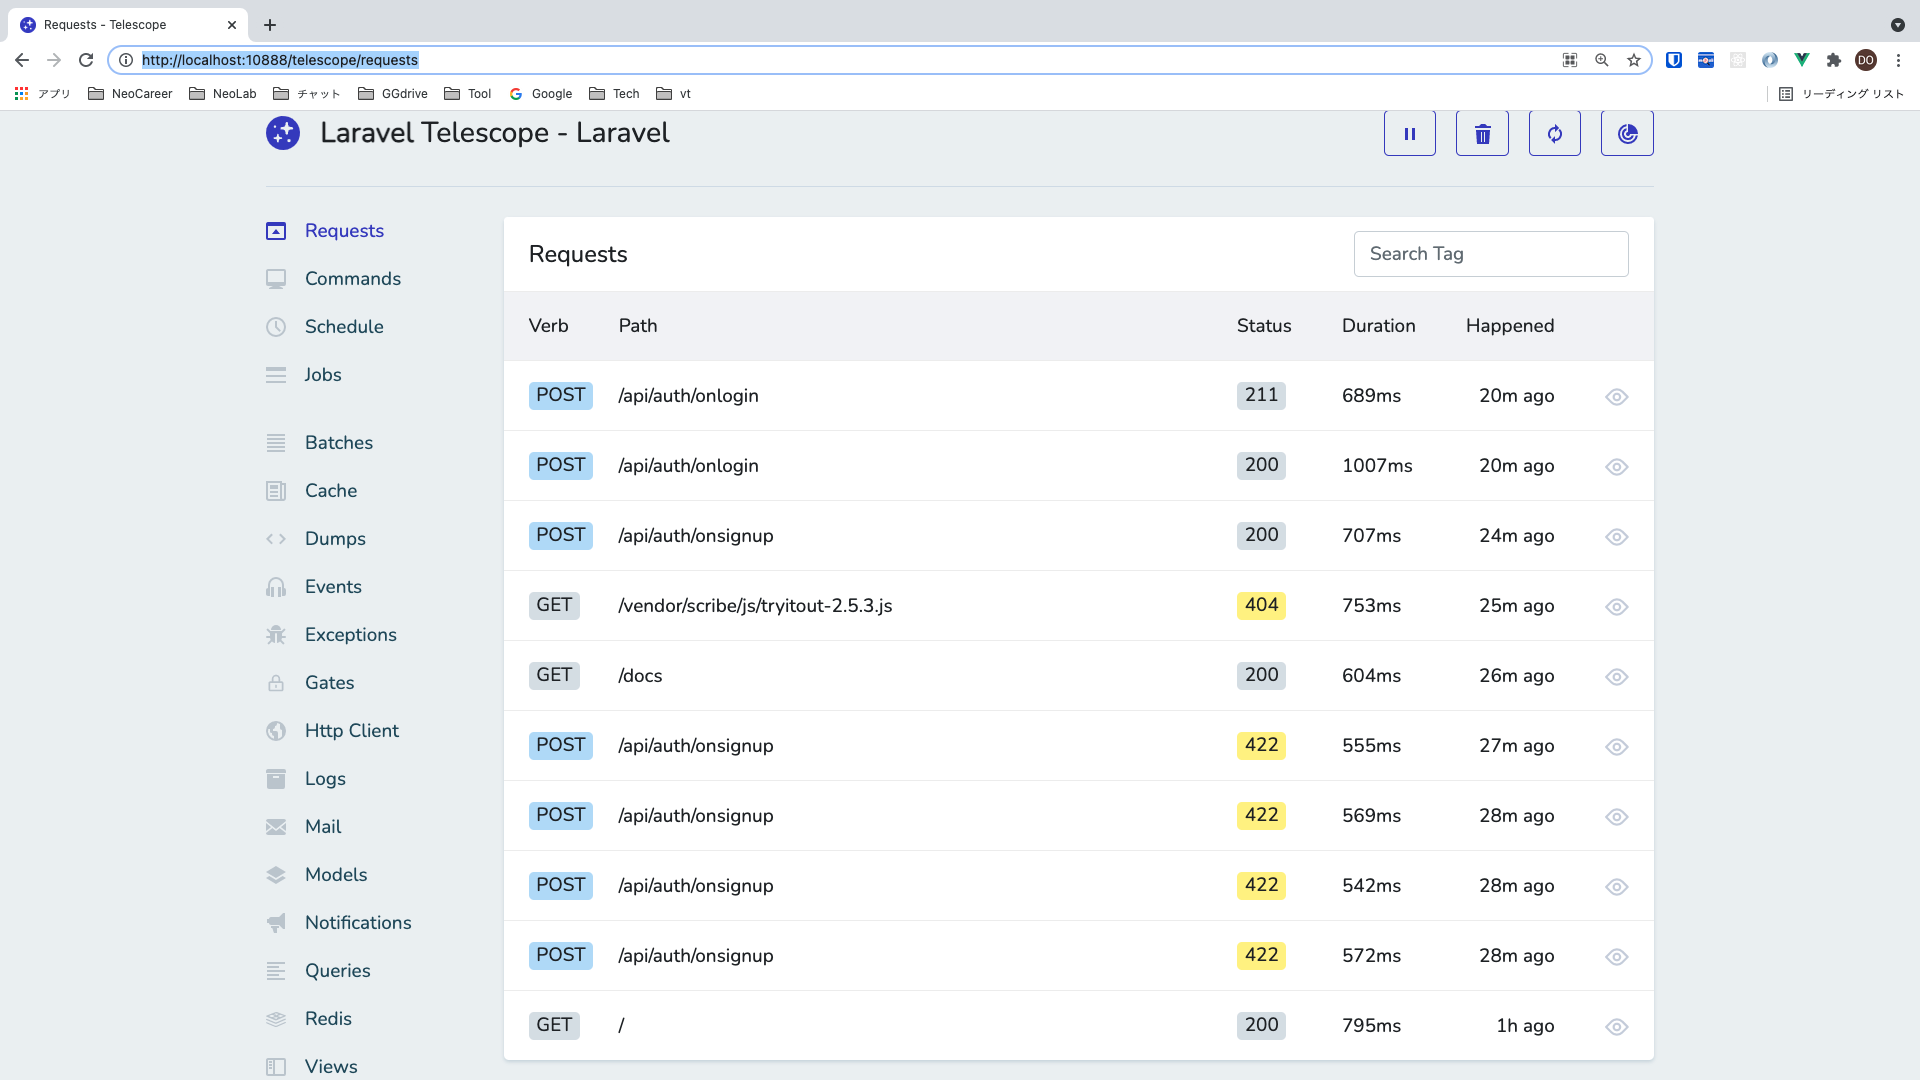 Requests - Telescope
http://localhost:10888/telescope/requests
DO
アプリ NeoCareer NeoLab チャット GGdrive Tool Google Tech vt リーディング リスト
Laravel Telescope - Laravel
Requests
Commands
Schedule
Jobs
Batches
Cache
Dumps
Events
Exceptions
Gates
Http Client
Logs
Mail
Models
Notifications
Queries
Redis
Views
Requests Search Tag
Verb Path Status Duration Happened
POST /api/auth/onlogin 211 689ms 20m ago
POST /api/auth/onlogin 200 1007ms 20m ago
POST /api/auth/onsignup 200 707ms 24m ago
GET /vendor/scribe/js/tryitout-2.5.3.js 404 753ms 25m ago
GET /docs 200 604ms 26m ago
POST /api/auth/onsignup 422 555ms 27m ago
POST /api/auth/onsignup 422 569ms 28m ago
POST /api/auth/onsignup 422 542ms 28m ago
POST /api/auth/onsignup 422 572ms 28m ago
GET / 200 795ms 1h ago